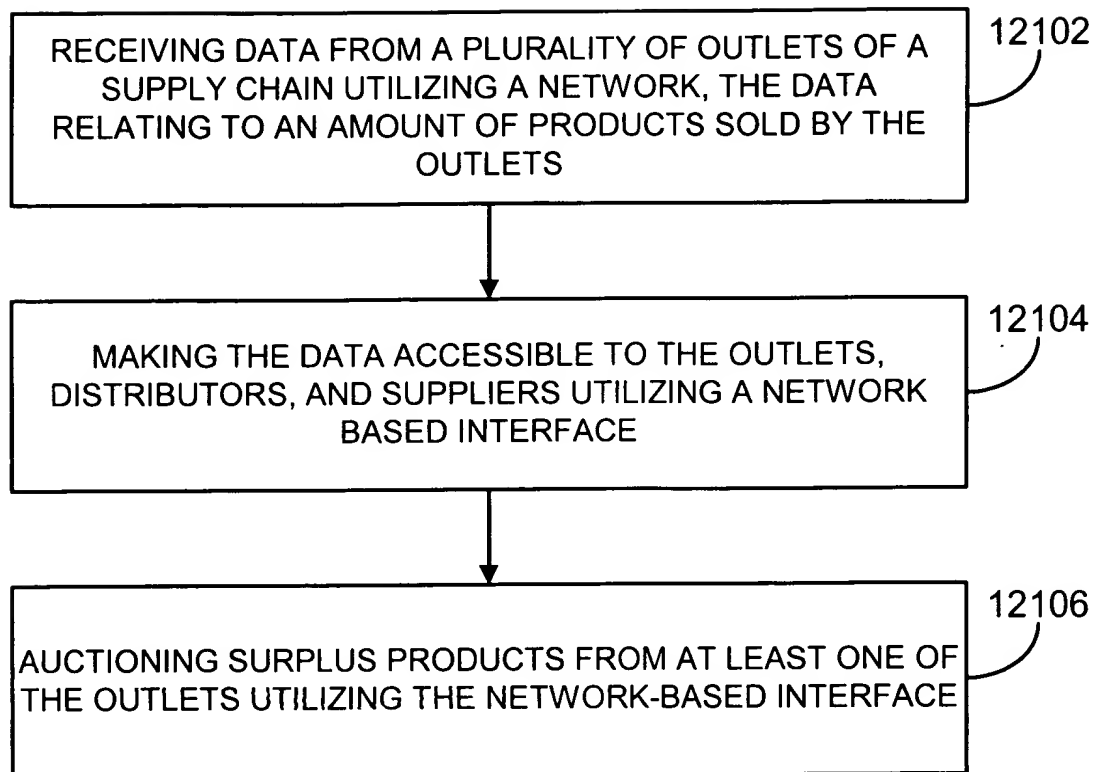 RECEIVING DATA FROM A PLURALITY OF OUTLETS OF A
SUPPLY CHAIN UTILIZING A NETWORK, THE DATA
RELATING TO AN AMOUNT OF PRODUCTS SOLD BY THE
OUTLETS
12102
MAKING THE DATA ACCESSIBLE TO THE OUTLETS,
DISTRIBUTORS, AND SUPPLIERS UTILIZING A NETWORK
BASED INTERFACE
12104
AUCTIONING SURPLUS PRODUCTS FROM AT LEAST ONE OF
THE OUTLETS UTILIZING THE NETWORK-BASED INTERFACE
12106